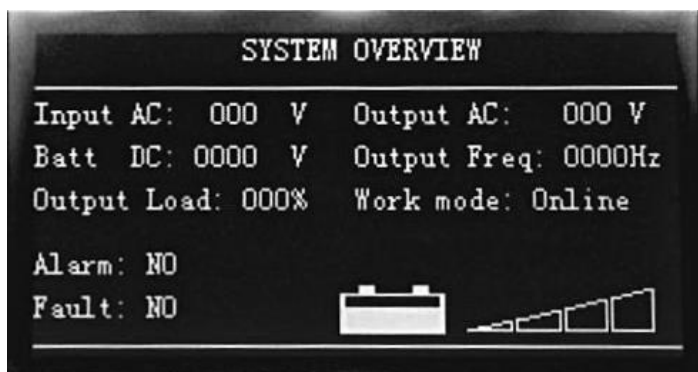 SYSTEM OVERVIEW
Input AC: 000 V Output AC: 000 V
Batt DC: 0000 V Output Freq: 0000Hz
Output Load: 000% Work mode: Online
Alarm: NO
Fault: NO